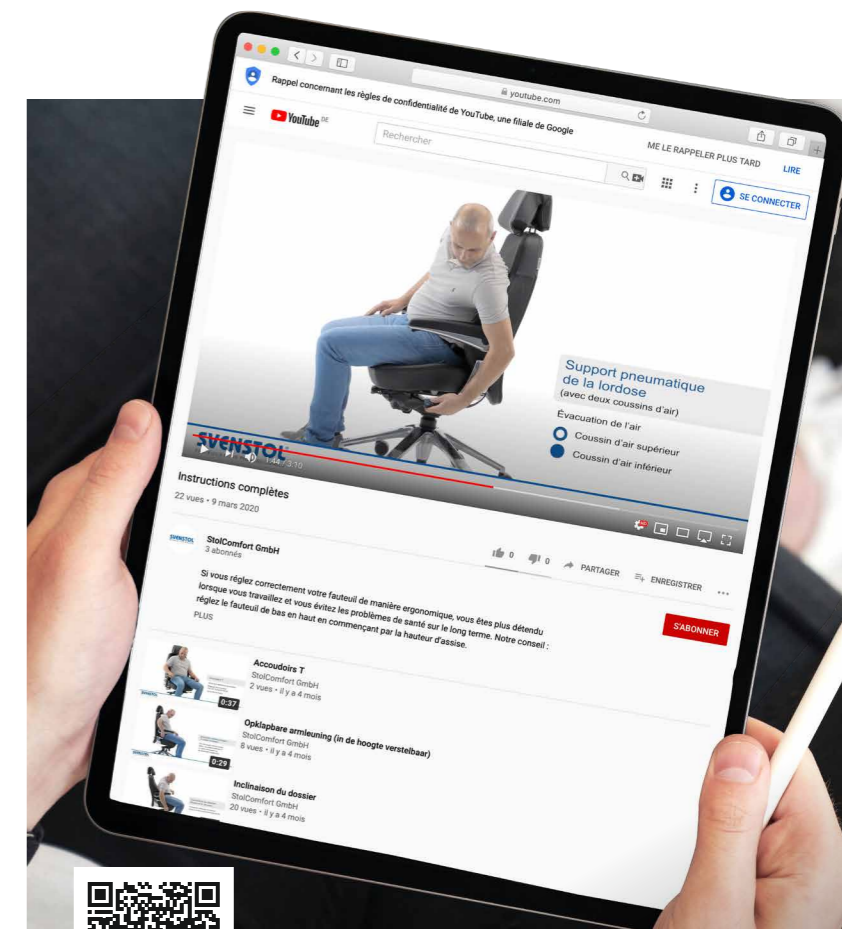 youtube.com
Rappel concernant les règles de confidentialité de YouTube, une filiale de Google
ME LE RAPPELER PLUS TARD
LIRE
YouTube DE
Rechercher
SE CONNECTER
Support pneumatique
de la lordose
(avec deux coussins d'air)
Évacuation de l'air
Coussin d'air supérieur
Coussin d'air inférieur
SVENSTOL
1:44 / 3:10
Instructions complètes
22 vues • 9 mars 2020
0
0
PARTAGER
ENREGISTRER
SVENSTOL
StolComfort GmbH
3 abonnés
S'ABONNER
Si vous réglez correctement votre fauteuil de manière ergonomique, vous êtes plus détendu
lorsque vous travaillez et vous évitez les problèmes de santé sur le long terme. Notre conseil :
réglez le fauteuil de bas en haut en commençant par la hauteur d'assise.
PLUS
0:37
Accoudoirs T
StolComfort GmbH
2 vues • il y a 4 mois
0:29
Opklapbare armleuning (in de hoogte verstelbaar)
StolComfort GmbH
8 vues • il y a 4 mois
Inclinaison du dossier
StolComfort GmbH
20 vues • il y a 4 mois